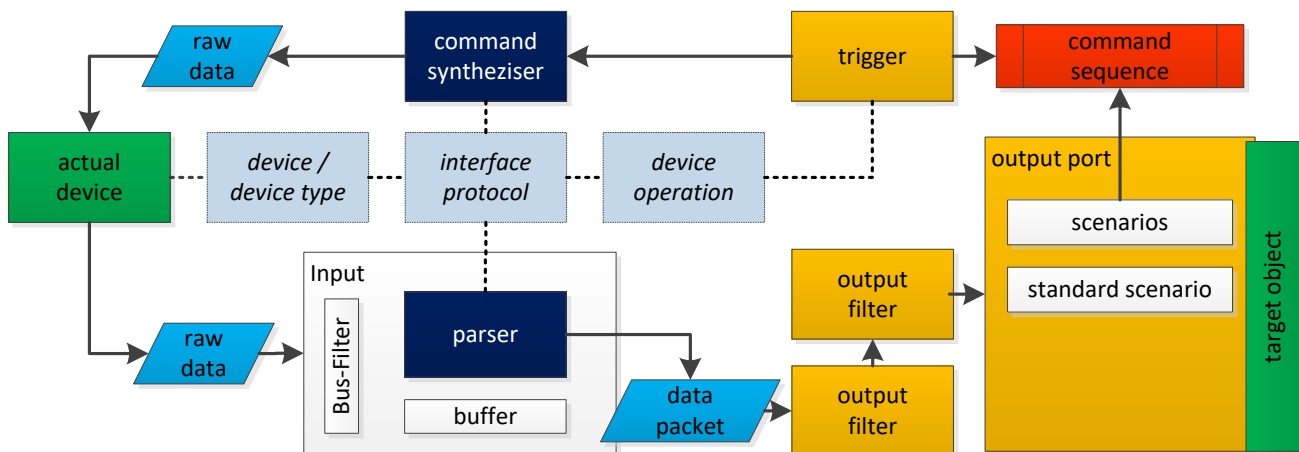 raw
data
command
syntheziser
trigger
command
sequence
actual
device
device /
device type
interface
protocol
device
operation
output port
scenarios
standard scenario
target object
Input
Bus-Filter
parser
buffer
raw
data
data
packet
output
filter
output
filter